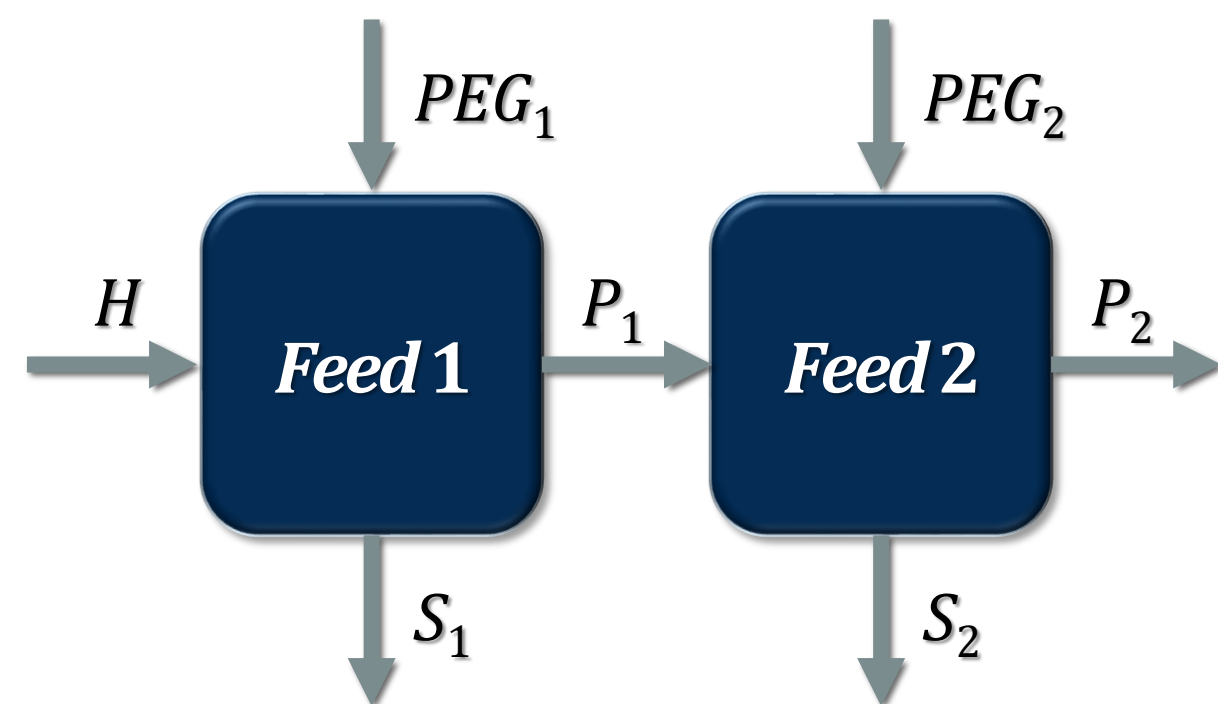 PEG₁
PEG₂
H
Feed 1
P₁
Feed 2
P₂
S₁
S₂